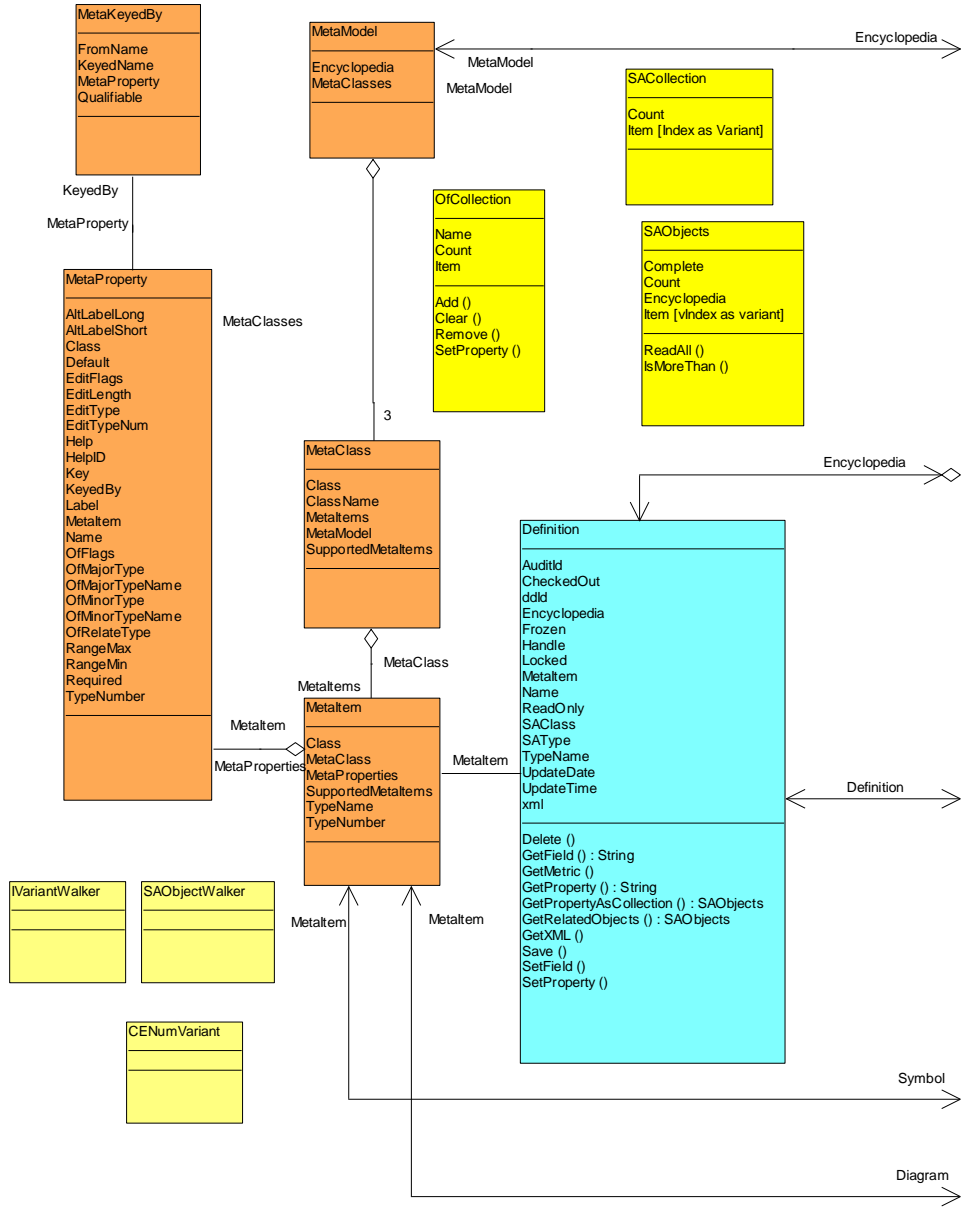 MetaKeyedBy
FromName
KeyedName
MetaProperty
Qualifiable
MetaModel
Encyclopedia
MetaClasses
Encyclopedia
MetaModel
MetaModel
SACollection
Count
Item [Index as Variant]
KeyedBy
MetaProperty
OfCollection
Name
Count
Item
Add ()
Clear ()
Remove ()
SetProperty ()
SAObjects
Complete
Count
Encyclopedia
Item [vIndex as variant]
ReadAll ()
IsMoreThan ()
MetaProperty
AltLabelLong
AltLabelShort
Class
Default
EditFlags
EditLength
EditType
EditTypeNum
Help
HelpID
Key
KeyedBy
Label
MetaItem
Name
OfFlags
OfMajorType
OfMajorTypeName
OfMinorType
OfMinorTypeName
OfRelateType
RangeMax
RangeMin
Required
TypeNumber
MetaClasses
3
MetaClass
Class
ClassName
MetaItems
MetaModel
SupportedMetaItems
Encyclopedia
MetaClass
MetaItems
MetaItem
MetaProperties
MetaItem
Class
MetaClass
MetaProperties
SupportedMetaItems
TypeName
TypeNumber
MetaItem
Definition
AuditId
CheckedOut
ddId
Encyclopedia
Frozen
Handle
Locked
MetaItem
Name
ReadOnly
SAClass
SAType
TypeName
UpdateDate
UpdateTime
xml
Delete ()
GetField () : String
GetMetric ()
GetProperty () : String
GetPropertyAsCollection () : SAObjects
GetRelatedObjects () : SAObjects
GetXML ()
Save ()
SetField ()
SetProperty ()
Definition
IVariantWalker
SAObjectWalker
MetaItem
MetaItem
CENumVariant
Symbol
Diagram